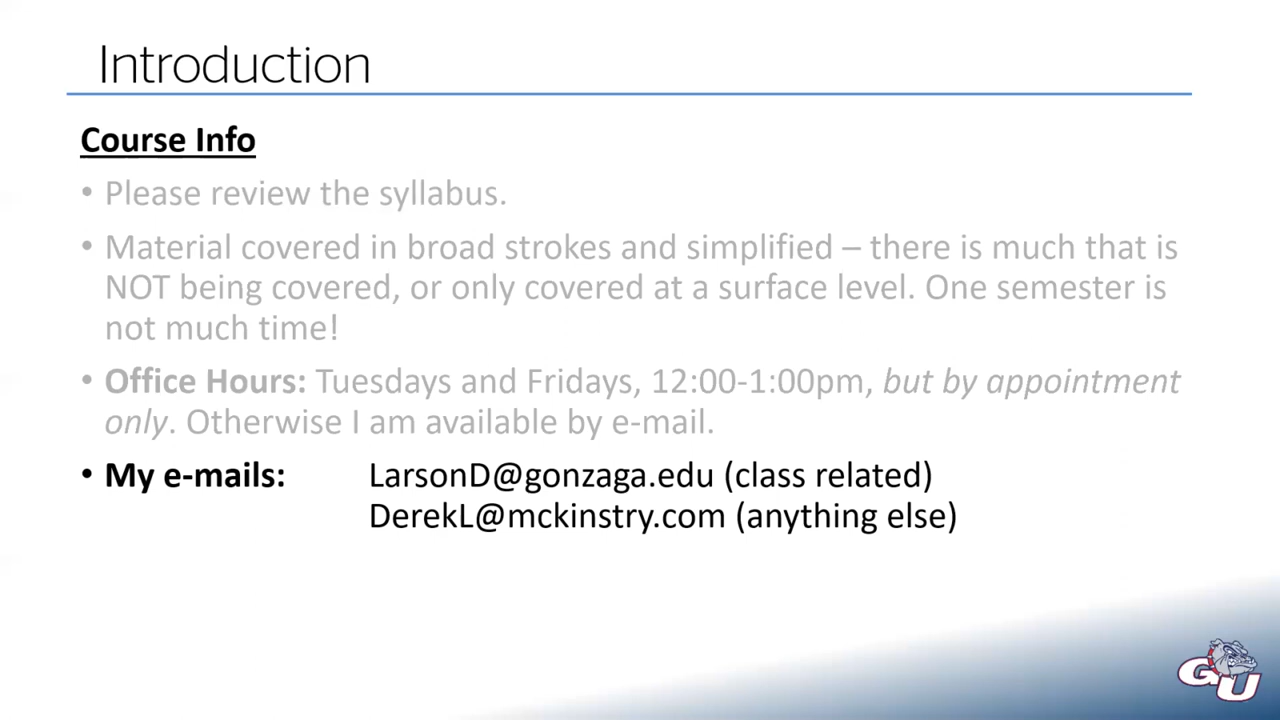 Introduction
Course Info
• Please review the syllabus.
• Material covered in broad strokes and simplified – there is much that is
NOT being covered, or only covered at a surface level. One semester is
not much time!
• Office Hours: Tuesdays and Fridays, 12:00-1:00pm, but by appointment
only. Otherwise I am available by e-mail.
• My e-mails: LarsonD@gonzaga.edu (class related)
DerekL@mckinstry.com (anything else)
GU